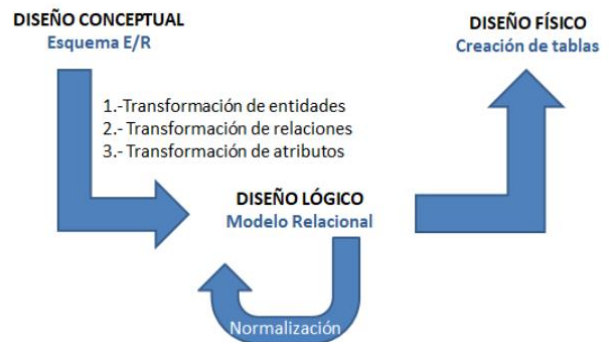 DISEÑO CONCEPTUAL
Esquema E/R
DISEÑO FÍSICO
Creación de tablas
1.-Transformación de entidades
2.- Transformación de relaciones
3.- Transformación de atributos
DISEÑO LÓGICO
Modelo Relacional
Normalización